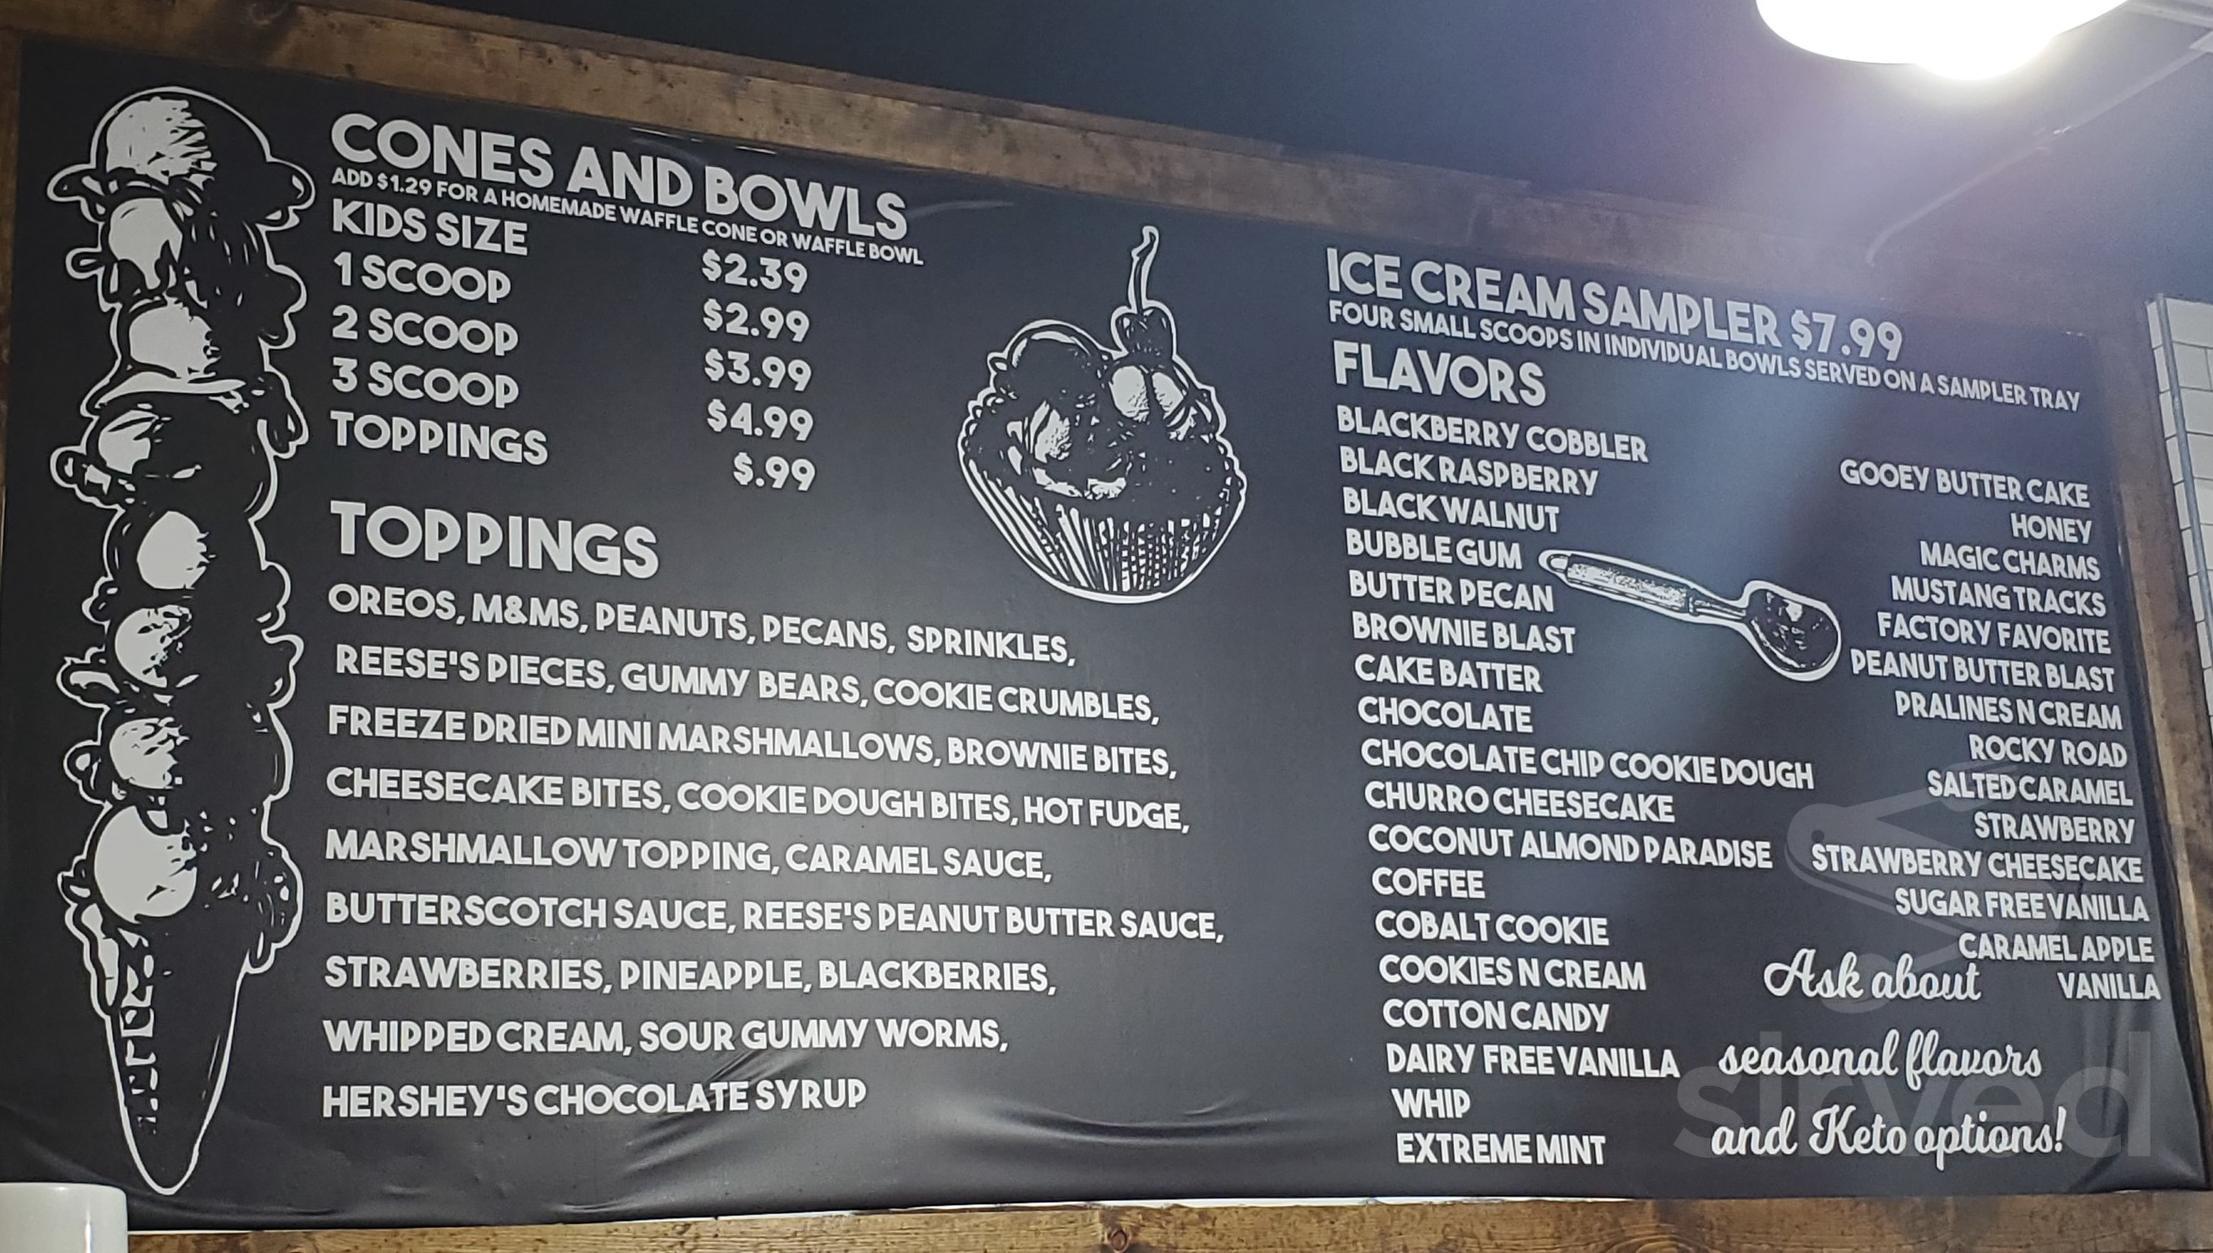 CONES AND BOWLS
ADD $1.29 FOR A HOMEMADE WAFFLE CONE OR WAFFLE BOWL
KIDS SIZE $2.39
1 SCOOP $2.99
2 SCOOP $3.99
3 SCOOP $4.99
TOPPINGS $.99
TOPPINGS
OREOS, M&MS, PEANUTS, PECANS, SPRINKLES,
REESE'S PIECES, GUMMY BEARS, COOKIE CRUMBLES,
FREEZE DRIED MINI MARSHMALLOWS, BROWNIE BITES,
CHEESECAKE BITES, COOKIE DOUGH BITES, HOT FUDGE,
MARSHMALLOW TOPPING, CARAMEL SAUCE,
BUTTERSCOTCH SAUCE, REESE'S PEANUT BUTTER SAUCE,
STRAWBERRIES, PINEAPPLE, BLACKBERRIES,
WHIPPED CREAM, SOUR GUMMY WORMS,
HERSHEY'S CHOCOLATE SYRUP
ICE CREAM SAMPLER $7.99
FOUR SMALL SCOOPS IN INDIVIDUAL BOWLS SERVED ON A SAMPLER TRAY
FLAVORS
BLACKBERRY COBBLER
BLACK RASPBERRY
BLACK WALNUT
BUBBLE GUM
BUTTER PECAN
BROWNIE BLAST
CAKE BATTER
CHOCOLATE
CHOCOLATE CHIP COOKIE DOUGH
CHURRO CHEESECAKE
COCONUT ALMOND PARADISE
COFFEE
COBALT COOKIE
COOKIES N CREAM
COTTON CANDY
DAIRY FREE VANILLA
WHIP
EXTREME MINT
GOOEY BUTTER CAKE
HONEY
MAGIC CHARMS
MUSTANG TRACKS
FACTORY FAVORITE
PEANUT BUTTER BLAST
PRALINES N CREAM
ROCKY ROAD
SALTED CARAMEL
STRAWBERRY
STRAWBERRY CHEESECAKE
SUGAR FREE VANILLA
CARAMEL APPLE
VANILLA
Ask about
seasonal flavors
and Keto options!
sirved